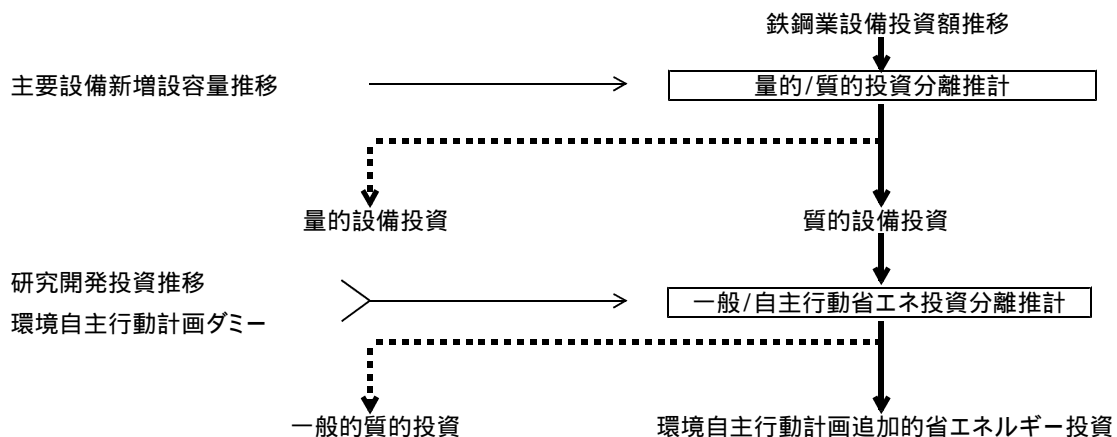 鉄鋼業設備投資額推移
主要設備新増設容量推移
量的/質的投資分離推計
量的設備投資
質的設備投資
研究開発投資推移
環境自主行動計画ダミー
一般/自主行動省エネ投資分離推計
一般的質的投資
環境自主行動計画追加的省エネルギー投資